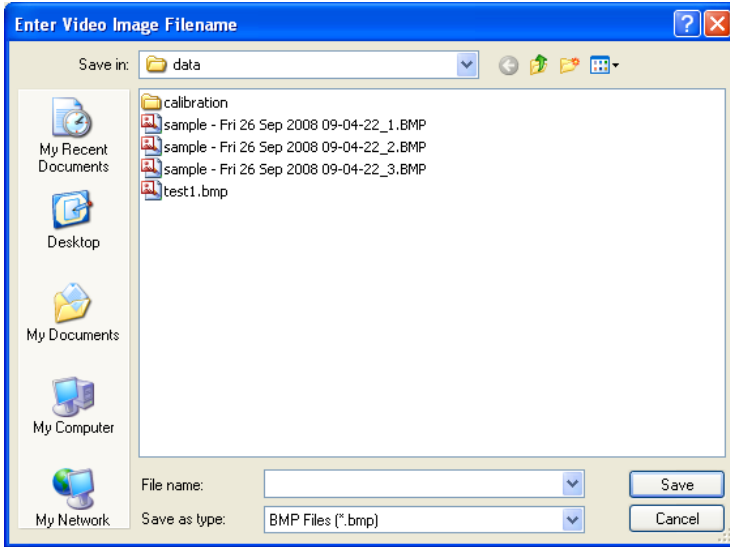 Enter Video Image Filename
Save in:
data
My Recent
Documents
Desktop
My Documents
My Computer
My Network
calibration
sample - Fri 26 Sep 2008 09-04-22_1.BMP
sample - Fri 26 Sep 2008 09-04-22_2.BMP
sample - Fri 26 Sep 2008 09-04-22_3.BMP
test1.bmp
File name:
Save
Save as type:
BMP Files (*.bmp)
Cancel